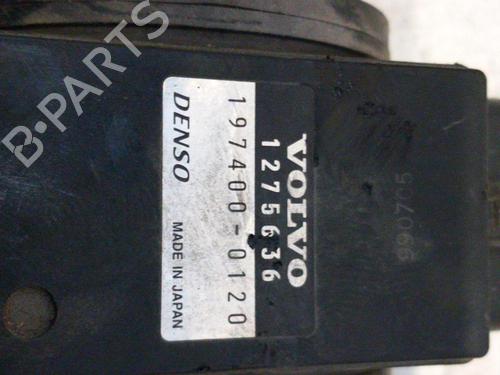 VOLVO
1275636
197400-0120
DENSO
MADE IN JAPAN
B-PARTS